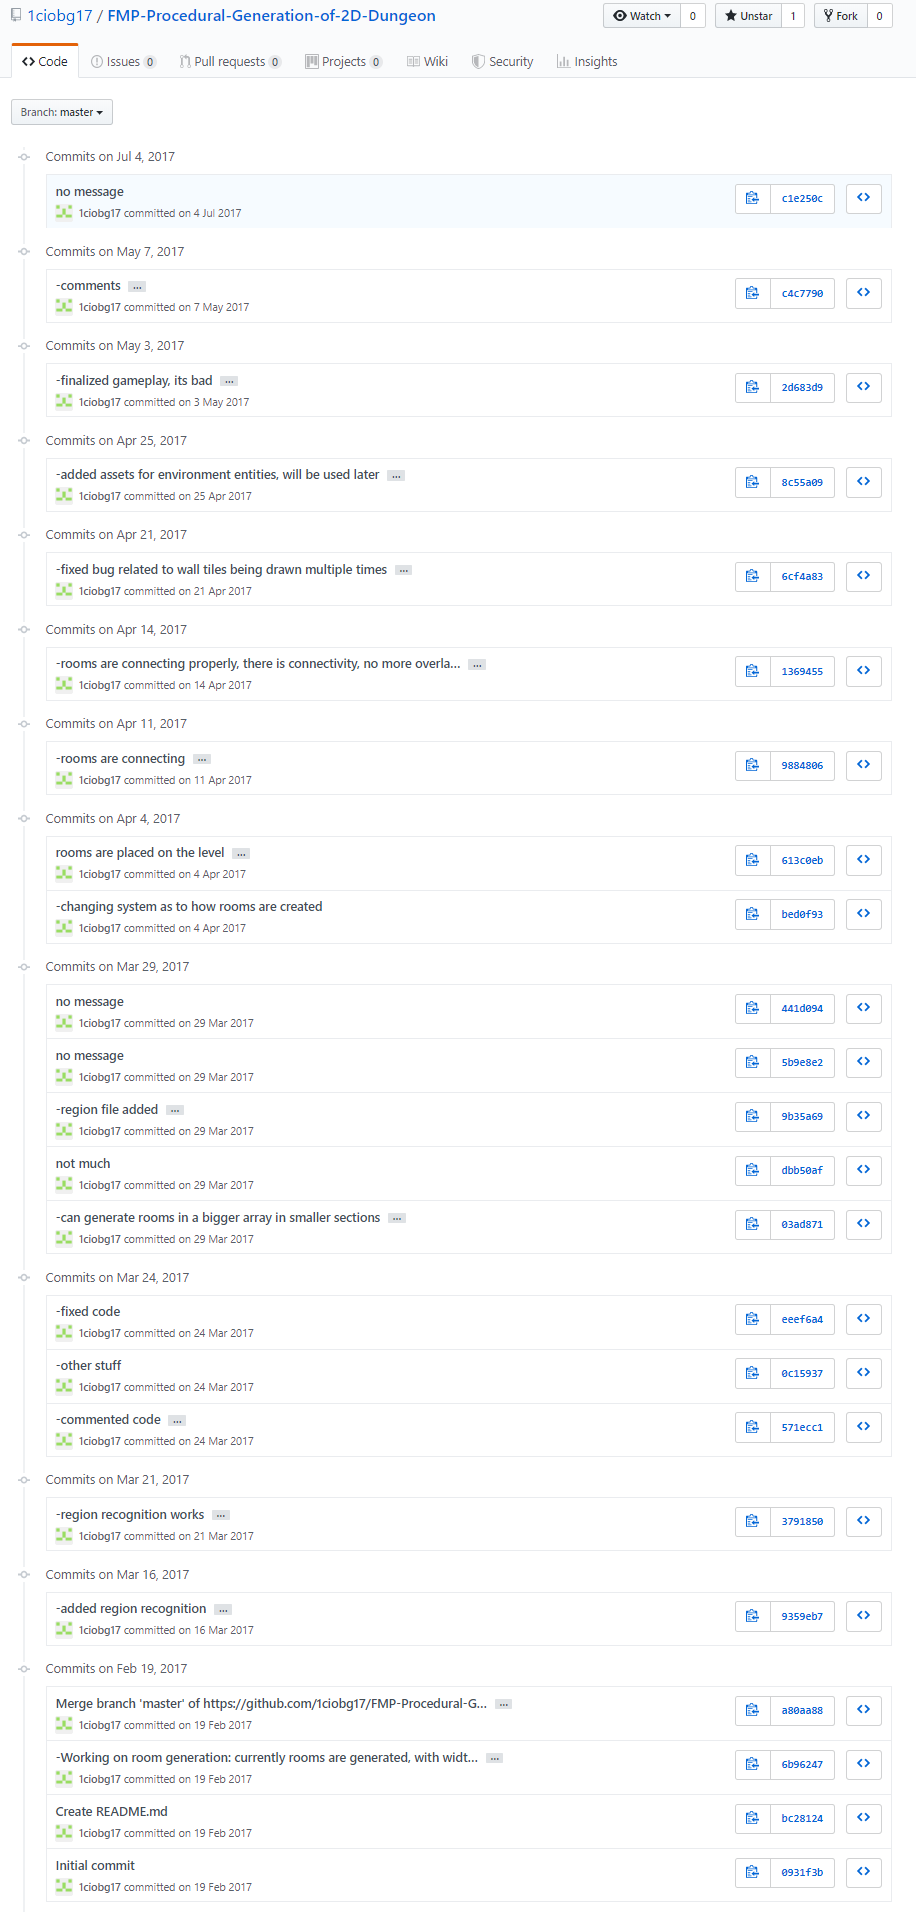 1ciobg17 / FMP-Procedural-Generation-of-2D-Dungeon
Watch 0 Unstar 1 Fork 0
Code Issues 0 Pull requests 0 Projects 0 Wiki Security Insights
Branch: master
Commits on Jul 4, 2017
no message
c1e250c
1ciobg17 committed on 4 Jul 2017
Commits on May 7, 2017
-comments ...
c4c7790
1ciobg17 committed on 7 May 2017
Commits on May 3, 2017
-finalized gameplay, its bad ...
2d683d9
1ciobg17 committed on 3 May 2017
Commits on Apr 25, 2017
-added assets for environment entities, will be used later ...
8c55a09
1ciobg17 committed on 25 Apr 2017
Commits on Apr 21, 2017
-fixed bug related to wall tiles being drawn multiple times ...
6cf4a83
1ciobg17 committed on 21 Apr 2017
Commits on Apr 14, 2017
-rooms are connecting properly, there is connectivity, no more overla... ...
1369455
1ciobg17 committed on 14 Apr 2017
Commits on Apr 11, 2017
-rooms are connecting ...
9884806
1ciobg17 committed on 11 Apr 2017
Commits on Apr 4, 2017
rooms are placed on the level ...
613c0eb
1ciobg17 committed on 4 Apr 2017
-changing system as to how rooms are created
bed0f93
1ciobg17 committed on 4 Apr 2017
Commits on Mar 29, 2017
no message
441d094
1ciobg17 committed on 29 Mar 2017
no message
5b9e8e2
1ciobg17 committed on 29 Mar 2017
-region file added ...
9b35a69
1ciobg17 committed on 29 Mar 2017
not much
dbb50af
1ciobg17 committed on 29 Mar 2017
-can generate rooms in a bigger array in smaller sections ...
03ad871
1ciobg17 committed on 29 Mar 2017
Commits on Mar 24, 2017
-fixed code
eeef6a4
1ciobg17 committed on 24 Mar 2017
-other stuff
0c15937
1ciobg17 committed on 24 Mar 2017
-commented code ...
571ecc1
1ciobg17 committed on 24 Mar 2017
Commits on Mar 21, 2017
-region recognition works ...
3791850
1ciobg17 committed on 21 Mar 2017
Commits on Mar 16, 2017
-added region recognition ...
9359eb7
1ciobg17 committed on 16 Mar 2017
Commits on Feb 19, 2017
Merge branch 'master' of https://github.com/1ciobg17/FMP-Procedural-G... ...
a80aa88
1ciobg17 committed on 19 Feb 2017
-Working on room generation: currently rooms are generated, with widt... ...
6b96247
1ciobg17 committed on 19 Feb 2017
Create README.md
bc28124
1ciobg17 committed on 19 Feb 2017
Initial commit
0931f3b
1ciobg17 committed on 19 Feb 2017